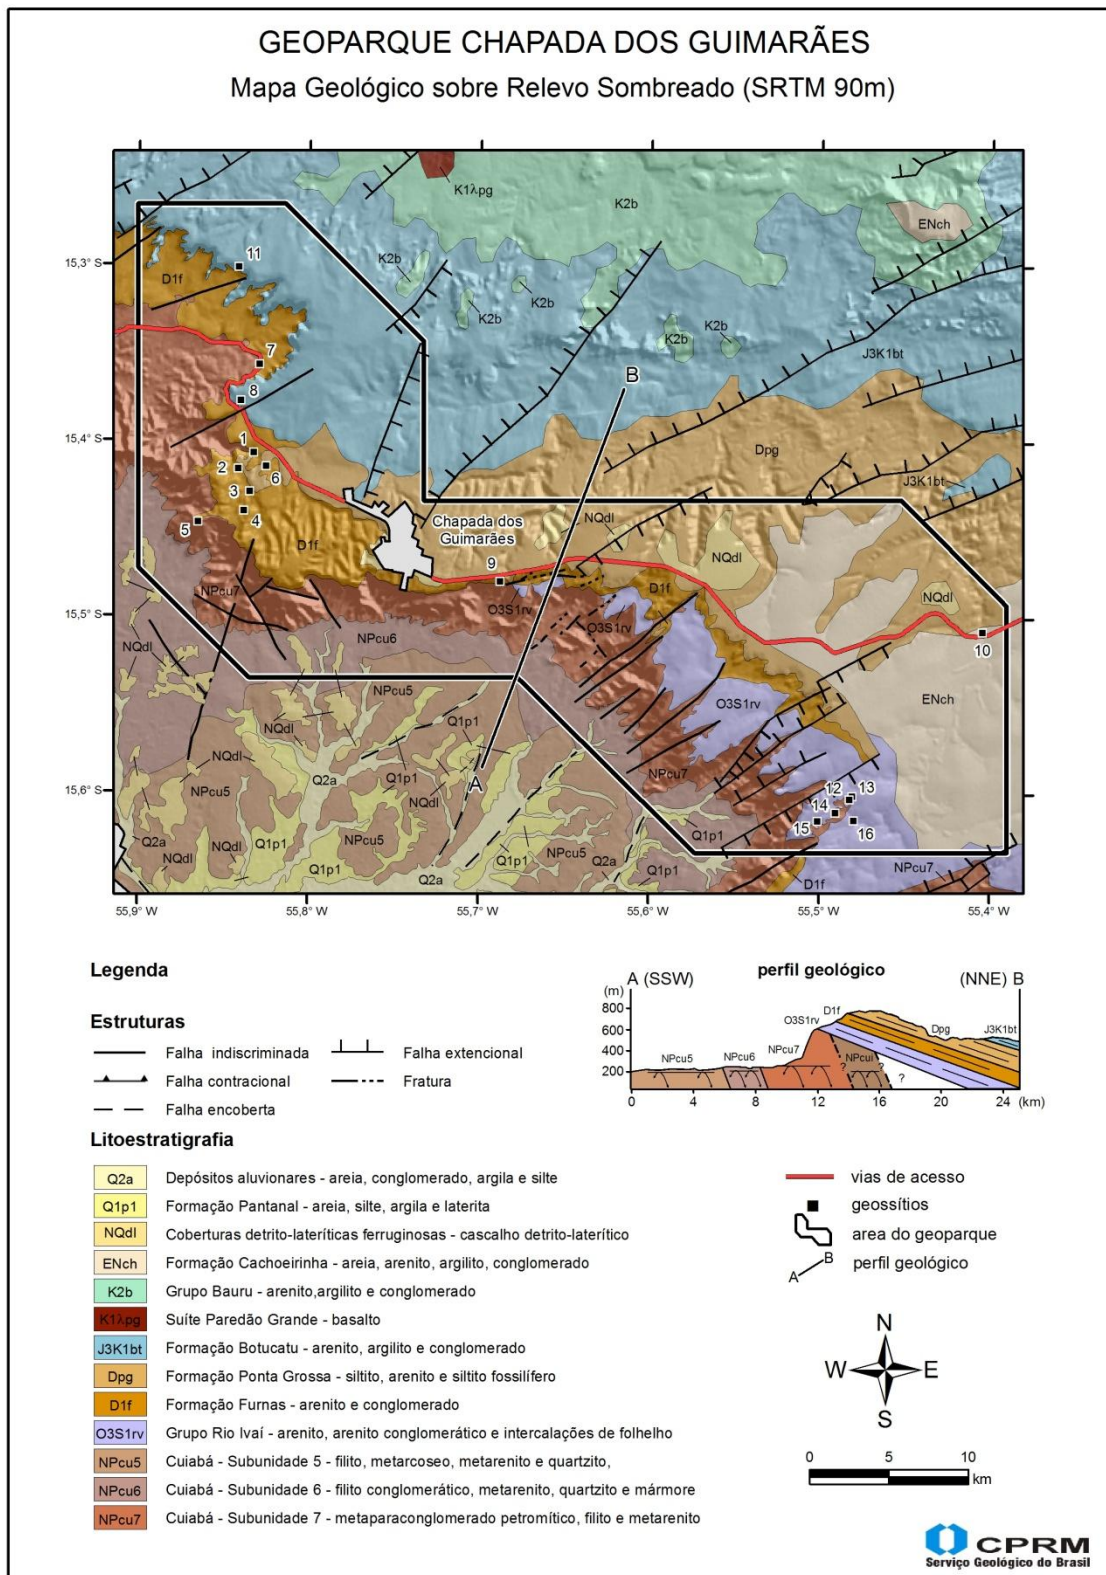 GEOPARQUE CHAPADA DOS GUIMARÃES
Mapa Geológico sobre Relevo Sombreado (SRTM 90m)
K1λpg
K2b
ENch
15,3° S
11
D1f
K2b
K2b
K2b
K2b
K2b
J3K1bt
7
8
B
15,4° S
1
2
6
3
4
5
Dpg
J3K1bt
Chapada dos
Guimarães
NQdl
NQdl
D1f
9
NQdl
15,5° S
NPcu7
O3S1rv
D1f
O3S1rv
NPcu6
NQdl
10
NPcu5
Q1p1
O3S1rv
ENch
NQdl
NQdl
Q2a
Q1p1
A
NPcu7
15,6° S
NPcu5
NQdl
12
13
14
15
16
Q1p1
Q2a
NQdl
NQdl
Q1p1
NPcu5
Q1p1
Q2a
Q1p1
NPcu5
Q2a
Q1p1
D1f
NPcu7
55,9° W
55,8° W
55,7° W
55,6° W
55,5° W
55,4° W
Legenda
Estruturas
Falha indiscriminada
Falha extencional
Falha contracional
Fratura
Falha encoberta
perfil geológico
A (SSW)
(NNE) B
(m)
800
600
400
200
NPcu5
NPcu6
NPcu7
O3S1rv
D1f
NPcui
?
?
?
Dpg
J3K1bt
0 4 8 12 16 20 24 (km)
Litoestratigrafia
Q2a Depósitos aluvionares - areia, conglomerado, argila e silte
Q1p1 Formação Pantanal - areia, silte, argila e laterita
NQdl Coberturas detrito-lateríticas ferruginosas - cascalho detrito-laterítico
ENch Formação Cachoeirinha - areia, arenito, argilito, conglomerado
K2b Grupo Bauru - arenito,argilito e conglomerado
K1λpg Suíte Paredão Grande - basalto
J3K1bt Formação Botucatu - arenito, argilito e conglomerado
Dpg Formação Ponta Grossa - siltito, arenito e siltito fossilífero
D1f Formação Furnas - arenito e conglomerado
O3S1rv Grupo Rio Ivaí - arenito, arenito conglomerático e intercalações de folhelho
NPcu5 Cuiabá - Subunidade 5 - filito, metarcoseo, metarenito e quartzito,
NPcu6 Cuiabá - Subunidade 6 - filito conglomerático, metarenito, quartzito e mármore
NPcu7 Cuiabá - Subunidade 7 - metaparaconglomerado petromítico, filito e metarenito
vias de acesso
geossítios
area do geoparque
A B perfil geológico
N
W E
S
0 5 10
km
CPRM
Serviço Geológico do Brasil